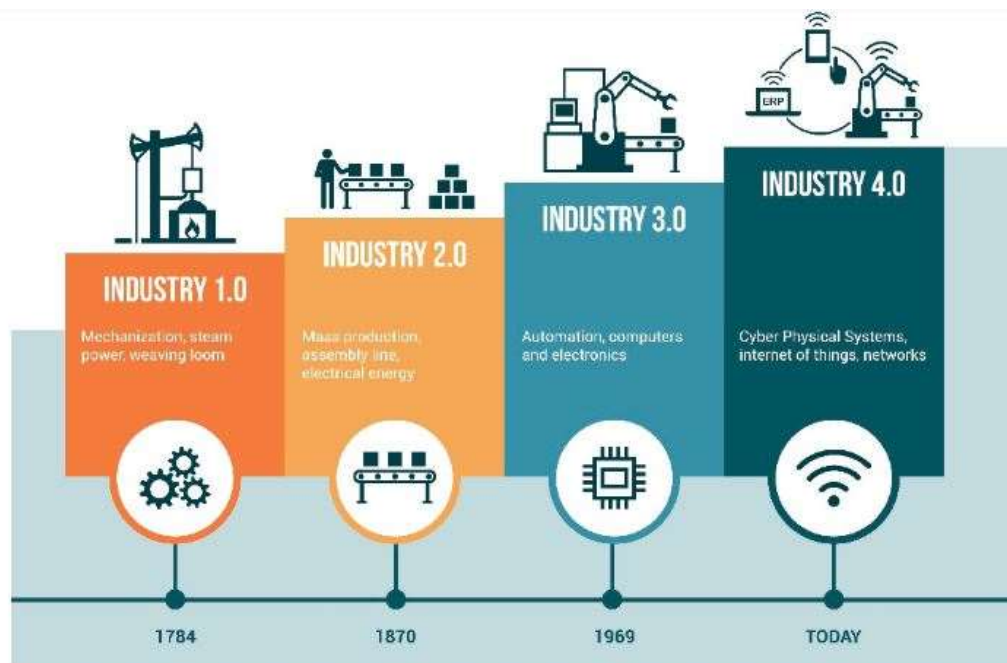 ERP
INDUSTRY 1.0
Mechanization, steam
power, weaving loom
INDUSTRY 2.0
Mass production,
assembly line,
electrical energy
INDUSTRY 3.0
Automation, computers
and electronics
INDUSTRY 4.0
Cyber Physical Systems,
internet of things, networks
1784
1870
1969
TODAY